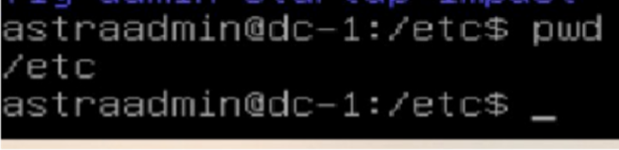 astraadmin@dc-1:/etc$ pwd
/etc
astraadmin@dc-1:/etc$ _